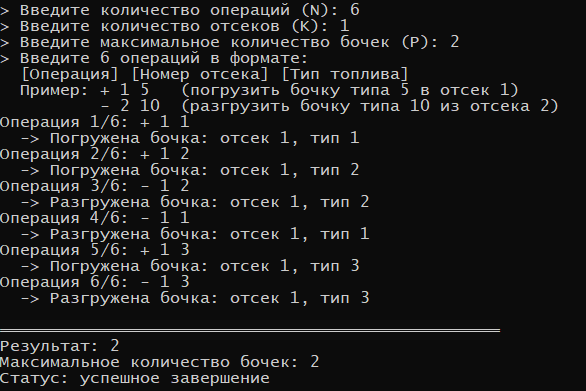 > Введите количество операций (N): 6
> Введите количество отсеков (K): 1
> Введите максимальное количество бочек (P): 2
> Введите 6 операций в формате:
  [Операция] [Номер отсека] [Тип топлива]
  Пример: + 1 5   (погрузить бочку типа 5 в отсек 1)
          - 2 10  (разгрузить бочку типа 10 из отсека 2)
Операция 1/6: + 1 1
  -> Погружена бочка: отсек 1, тип 1
Операция 2/6: + 1 2
  -> Погружена бочка: отсек 1, тип 2
Операция 3/6: - 1 2
  -> Разгружена бочка: отсек 1, тип 2
Операция 4/6: - 1 1
  -> Разгружена бочка: отсек 1, тип 1
Операция 5/6: + 1 3
  -> Погружена бочка: отсек 1, тип 3
Операция 6/6: - 1 3
  -> Разгружена бочка: отсек 1, тип 3
Результат: 2
Максимальное количество бочек: 2
Статус: успешное завершение